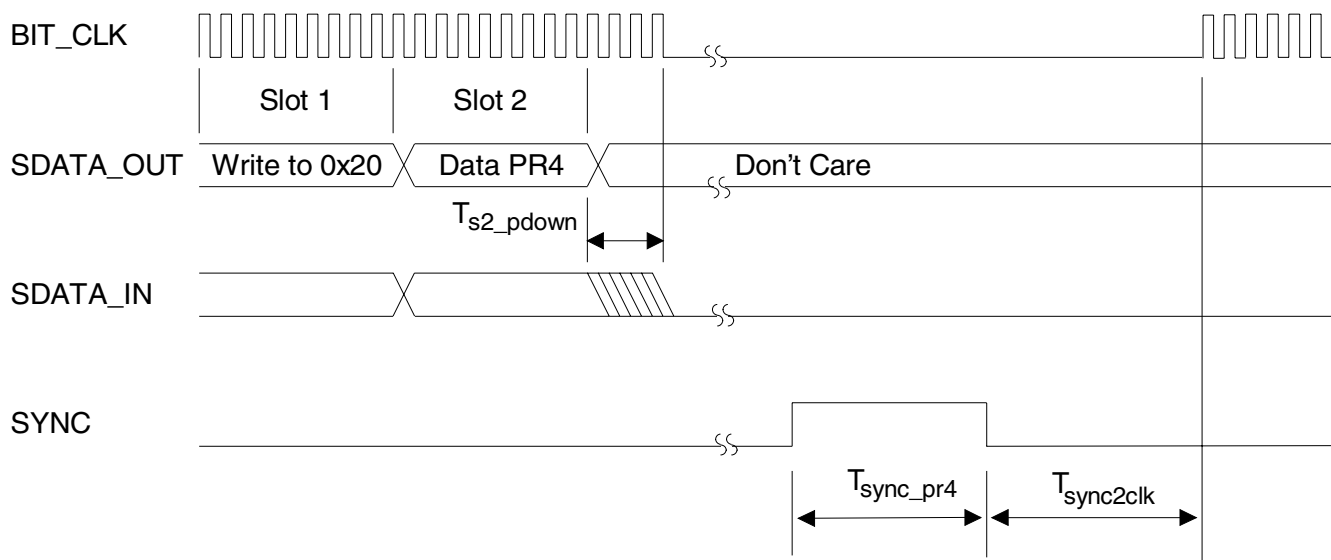 BIT_CLK
Slot 1 Slot 2
SDATA_OUT Write to 0x20 Data PR4 Don't Care
Ts2_pdown
SDATA_IN
SYNC
Tsync_pr4 Tsync2clk